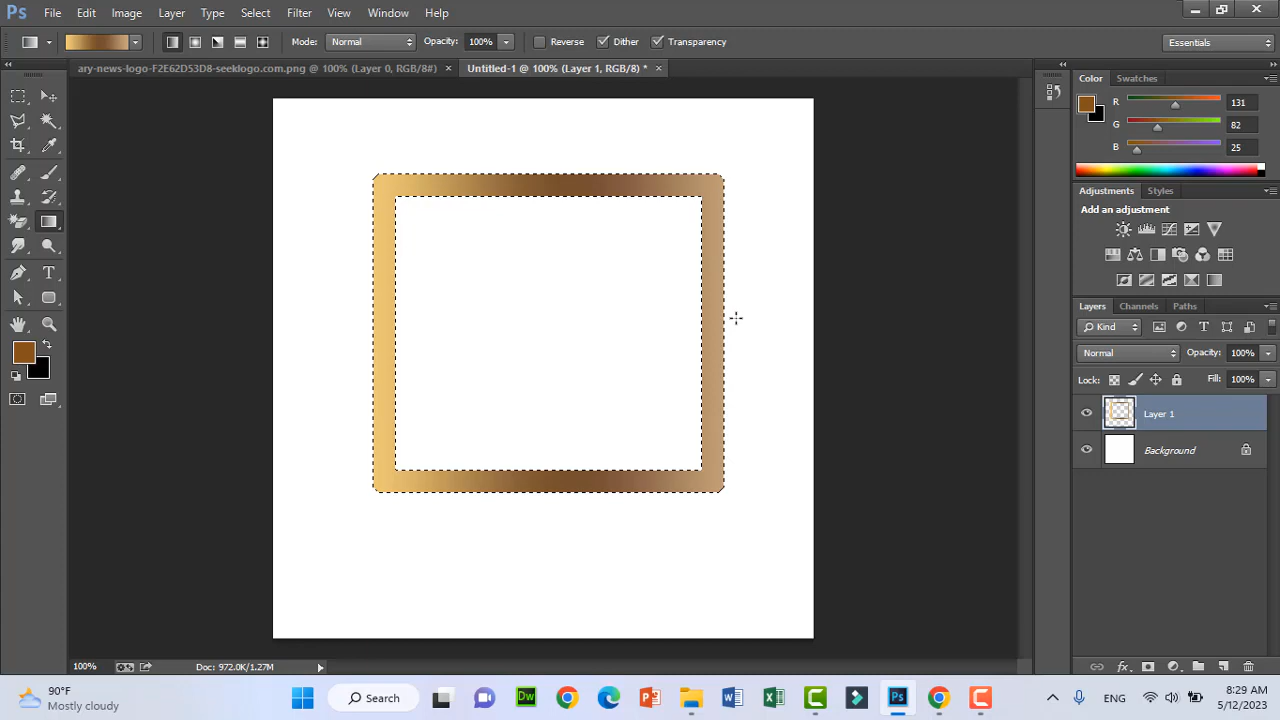 Ps File Edit Image Layer Type Select Filter View Window Help
Mode: Normal Opacity: 100% Reverse Dither Transparency Essentials
ary-news-logo-F2E62D53D8-seeklogo.com.png @ 100% (Layer 0, RGB/8#) × Untitled-1 @ 100% (Layer 1, RGB/8) * ×
Color Swatches
R 131
G 82
B 25
Adjustments Styles
Add an adjustment
Layers Channels Paths
Kind
Normal Opacity: 100%
Lock: Fill: 100%
Layer 1
Background
100% Doc: 972.0K/1.27M
90°F
Mostly cloudy
Search
Dw
Ps
ENG
5:29 AM
5/12/2023